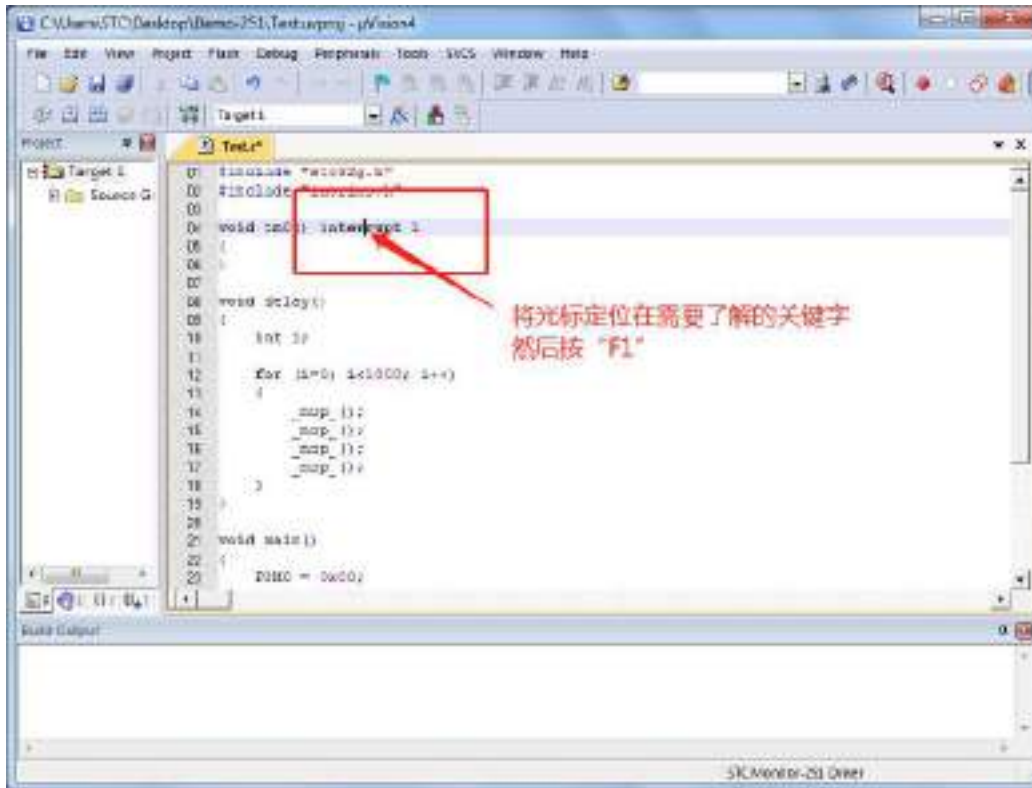 C:\Users\STC\Desktop\Demo-251\Test.uvproj - µVision4
File Edit View Project Flash Debug Peripherals Tools SVCS Window Help
Target 1
Project
Test.c*
Target 1
Source G
01
02 #include
03
04 void tm0() interrupt 1
05 {
06 }
07
08 void delay()
09 {
10 int i;
11
12 for (i=0; i<1000; i++)
13 {
14 _nop_();
15 _nop_();
16 _nop_();
17 _nop_();
18 }
19 }
20
21 void main()
22 {
23 P0M0 = 0x00;
将光标定位在需要了解的关键字
然后按“F1”
Build Output
STC Monitor-251 Driver